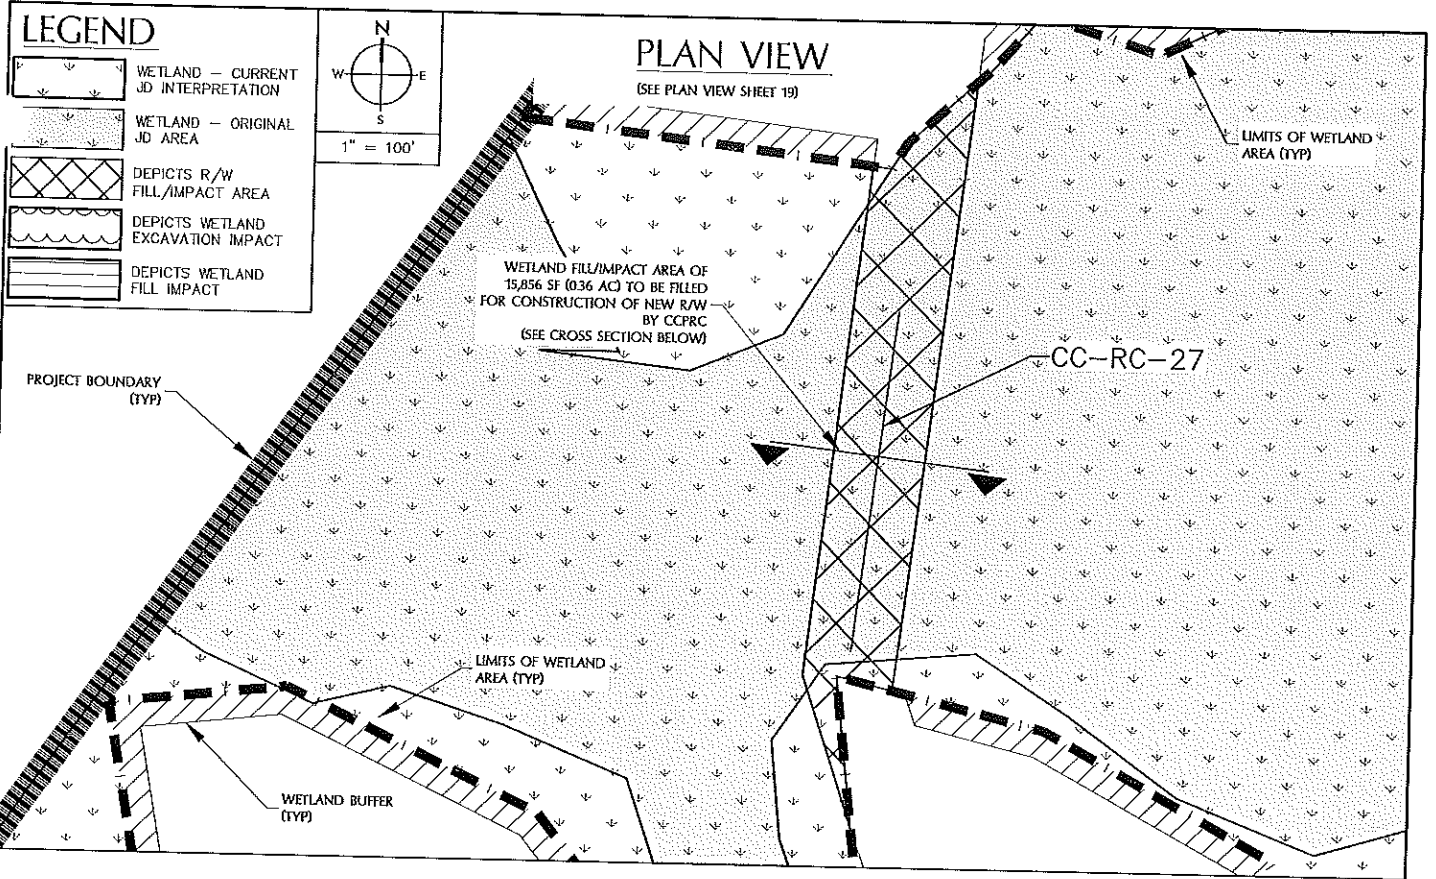 LEGEND
WETLAND – CURRENT
JD INTERPRETATION
WETLAND – ORIGINAL
JD AREA
DEPICTS R/W
FILL/IMPACT AREA
DEPICTS WETLAND
EXCAVATION IMPACT
DEPICTS WETLAND
FILL IMPACT
N
W
E
S
1" = 100'
PLAN VIEW
(SEE PLAN VIEW SHEET 19)
LIMITS OF WETLAND
AREA (TYP)
WETLAND FILL/IMPACT AREA OF
15,856 SF (0.36 AC) TO BE FILLED
FOR CONSTRUCTION OF NEW R/W
BY CCPRC
(SEE CROSS SECTION BELOW)
CC-RC-27
PROJECT BOUNDARY
(TYP)
LIMITS OF WETLAND
AREA (TYP)
WETLAND BUFFER
(TYP)